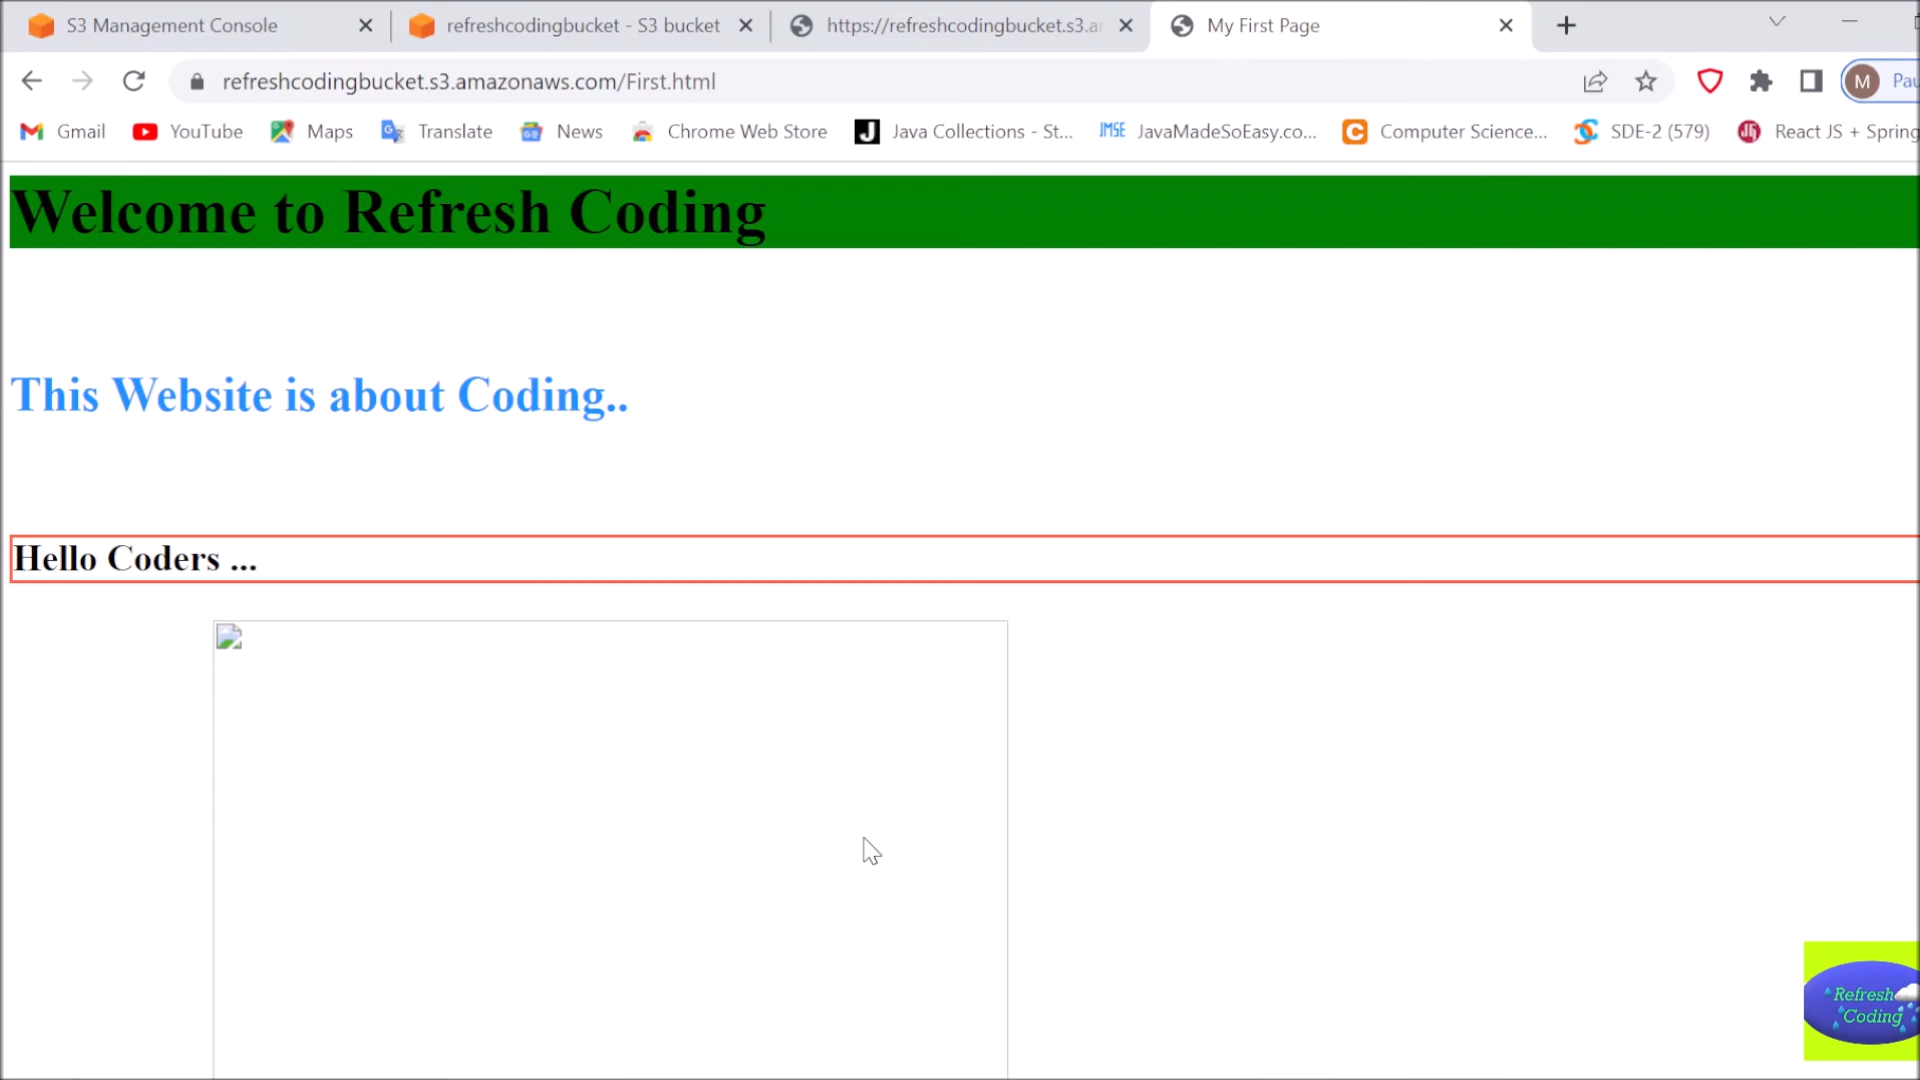 S3 Management Console
refreshcodingbucket - S3 bucket
https://refreshcodingbucket.s3.a
My First Page
refreshcodingbucket.s3.amazonaws.com/First.html
M
Pau
Gmail
YouTube
Maps
Translate
News
Chrome Web Store
J
Java Collections - St...
JMSE
JavaMadeSoEasy.co...
C
Computer Science...
SDE-2 (579)
React JS + Spring
Welcome to Refresh Coding
This Website is about Coding..
Hello Coders ...
Refresh
Coding